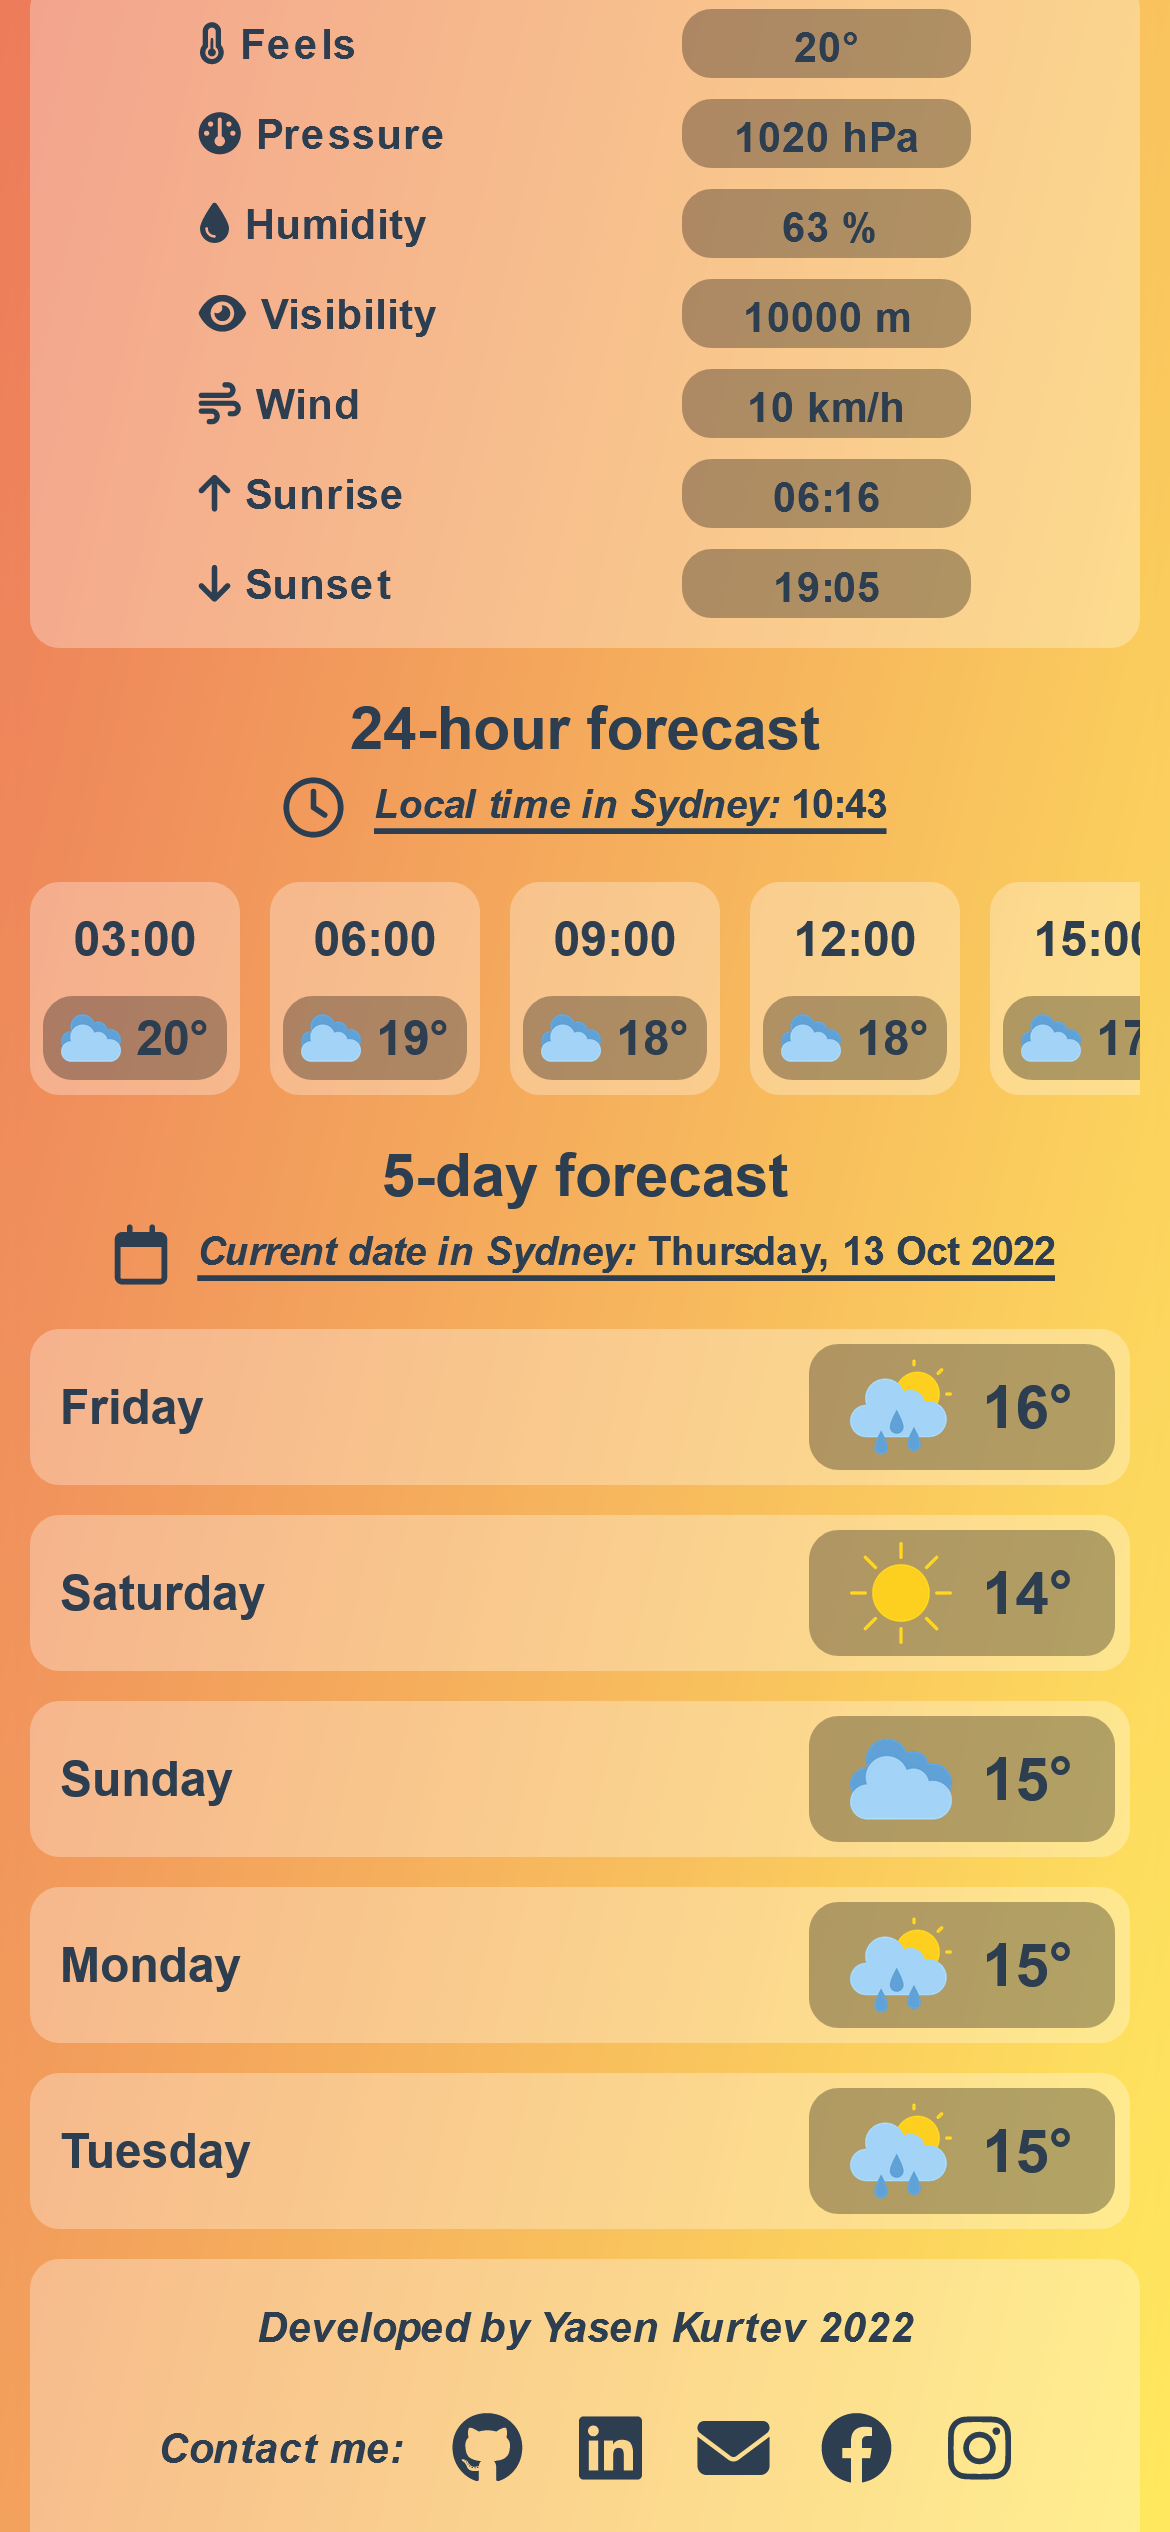 Feels 20°
Pressure 1020 hPa
Humidity 63 %
Visibility 10000 m
Wind 10 km/h
Sunrise 06:16
Sunset 19:05
24-hour forecast
Local time in Sydney: 10:43
03:00 06:00 09:00 12:00 15:00
20° 19° 18° 18° 17
5-day forecast
Current date in Sydney: Thursday, 13 Oct 2022
Friday 16°
Saturday 14°
Sunday 15°
Monday 15°
Tuesday 15°
Developed by Yasen Kurtev 2022
Contact me: